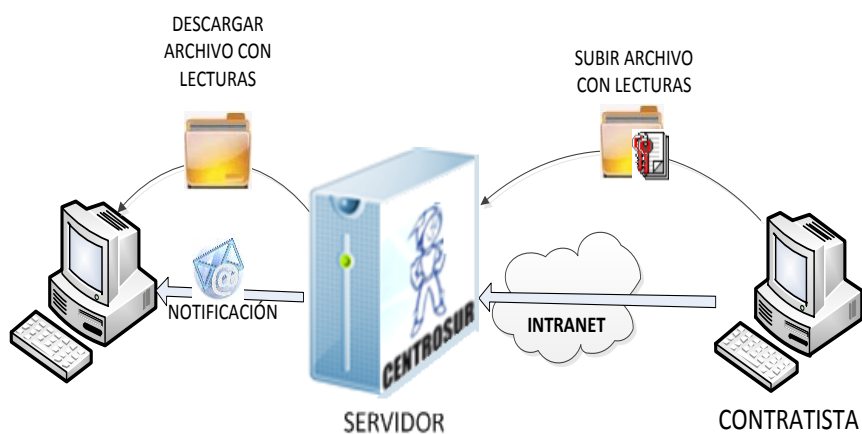 DESCARGAR
ARCHIVO CON
LECTURAS
SUBIR ARCHIVO
CON LECTURAS
NOTIFICACIÓN
CENTROSUR
INTRANET
SERVIDOR
CONTRATISTA